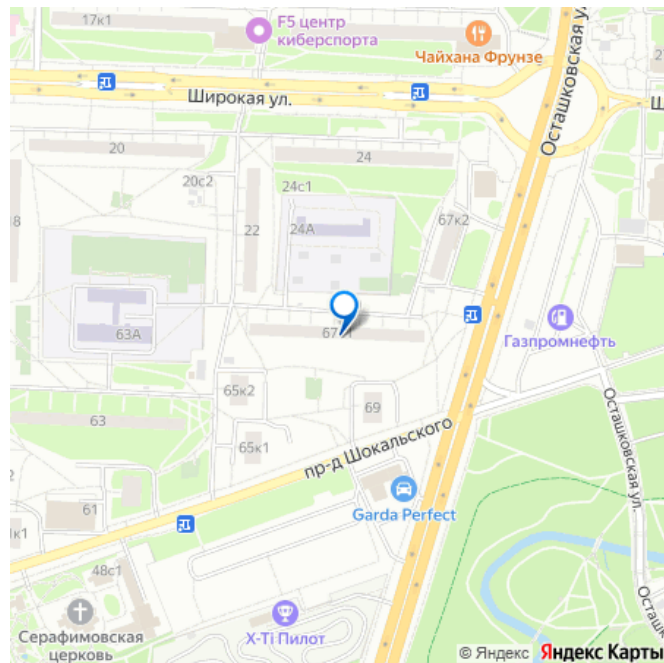 17к1
F5 центр
киберспорта
Чайхана Фрунзе
Осташковская ул.
Широкая ул.
20
24
20с2
24с1
67к2
22
24А
63А
67к1
Газпромнефть
65к2
69
63
65к1
пр-д Шокальского
Осташковская ул.
61
Garda Perfect
48с1
Серафимовская
церковь
X-Ti Пилот
© Яндекс Яндекс Карты